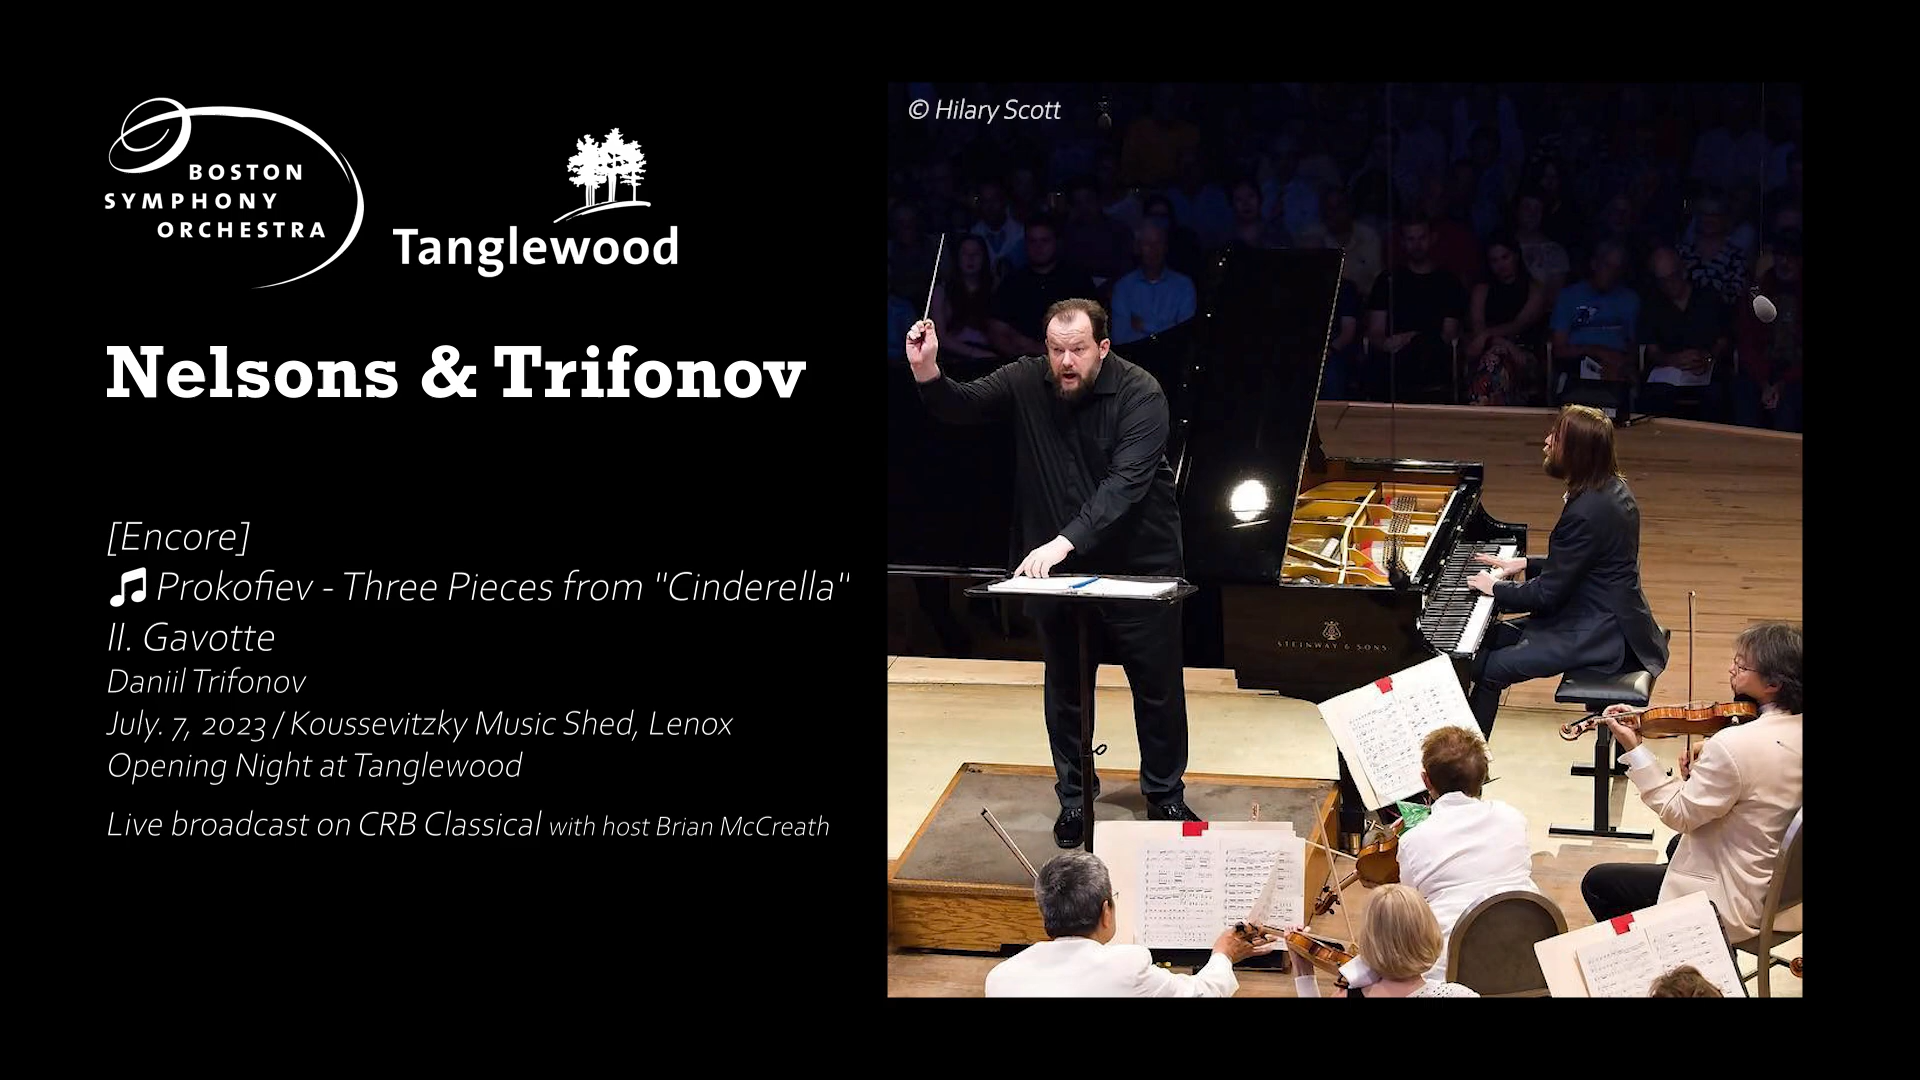 © Hilary Scott
BOSTON
SYMPHONY
ORCHESTRA
Tanglewood
Nelsons & Trifonov
[Encore]
Prokofiev - Three Pieces from "Cinderella"
II. Gavotte
Daniil Trifonov
July. 7, 2023 / Koussevitzky Music Shed, Lenox
Opening Night at Tanglewood
Live broadcast on CRB Classical with host Brian McCreath
STEINWAY & SONS